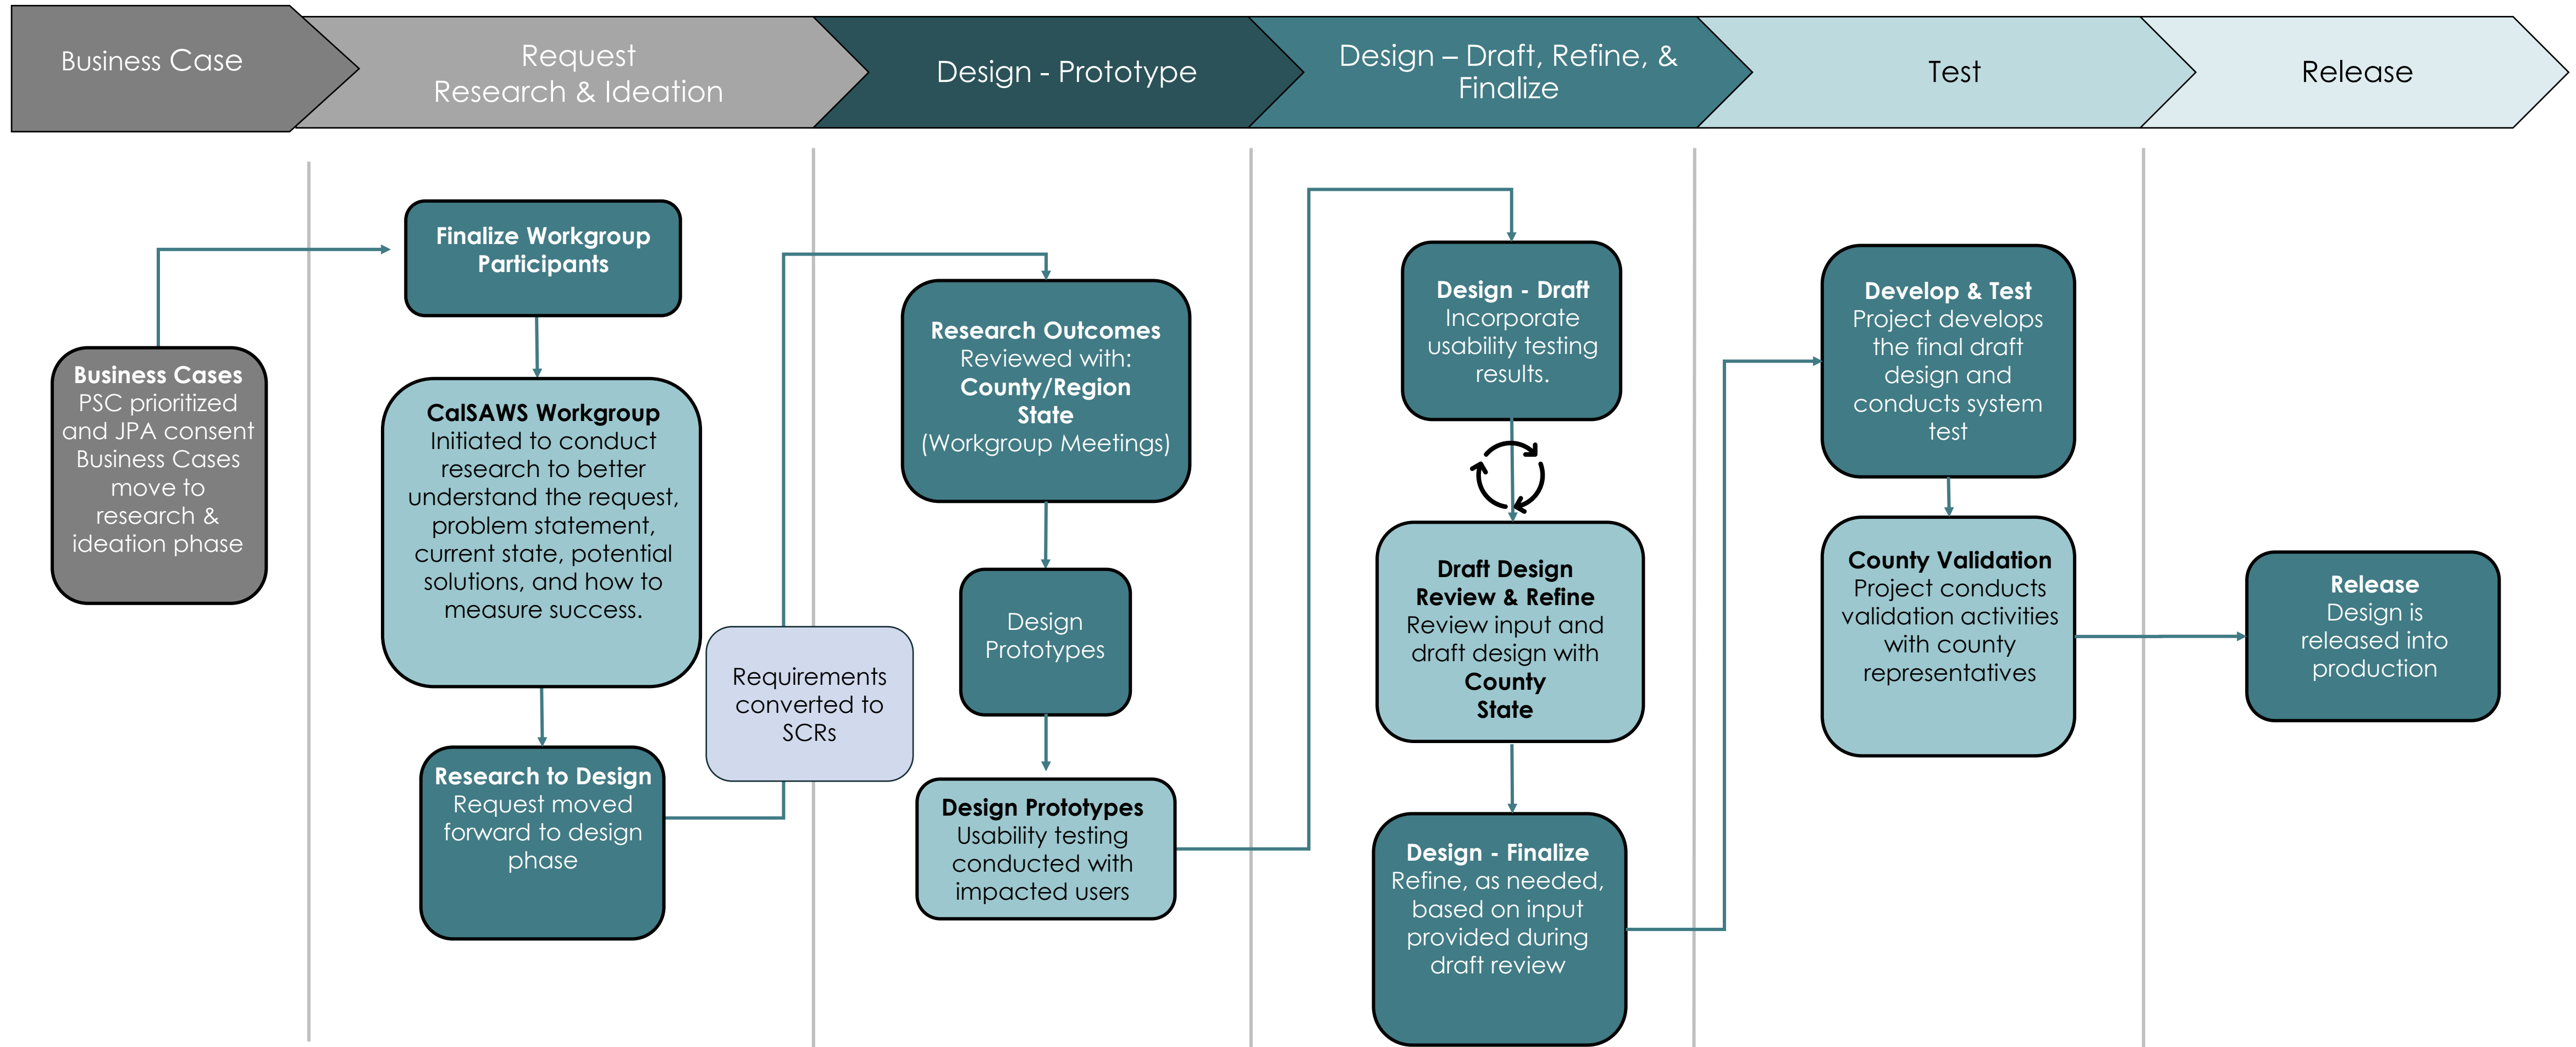 Business Case
Request
Research & Ideation
Design - Prototype
Design – Draft, Refine, &
Finalize
Test
Release
Business Cases
PSC prioritized
and JPA consent
Business Cases
move to
research &
ideation phase
Finalize Workgroup
Participants
CalSAWS Workgroup
Initiated to conduct
research to better
understand the request,
problem statement,
current state, potential
solutions, and how to
measure success.
Research to Design
Request moved
forward to design
phase
Requirements
converted to
SCRs
Research Outcomes
Reviewed with:
County/Region
State
(Workgroup Meetings)
Design
Prototypes
Design Prototypes
Usability testing
conducted with
impacted users
Design - Draft
Incorporate
usability testing
results.
Draft Design
Review & Refine
Review input and
draft design with
County
State
Design - Finalize
Refine, as needed,
based on input
provided during
draft review
Develop & Test
Project develops
the final draft
design and
conducts system
test
County Validation
Project conducts
validation activities
with county
representatives
Release
Design is
released into
production